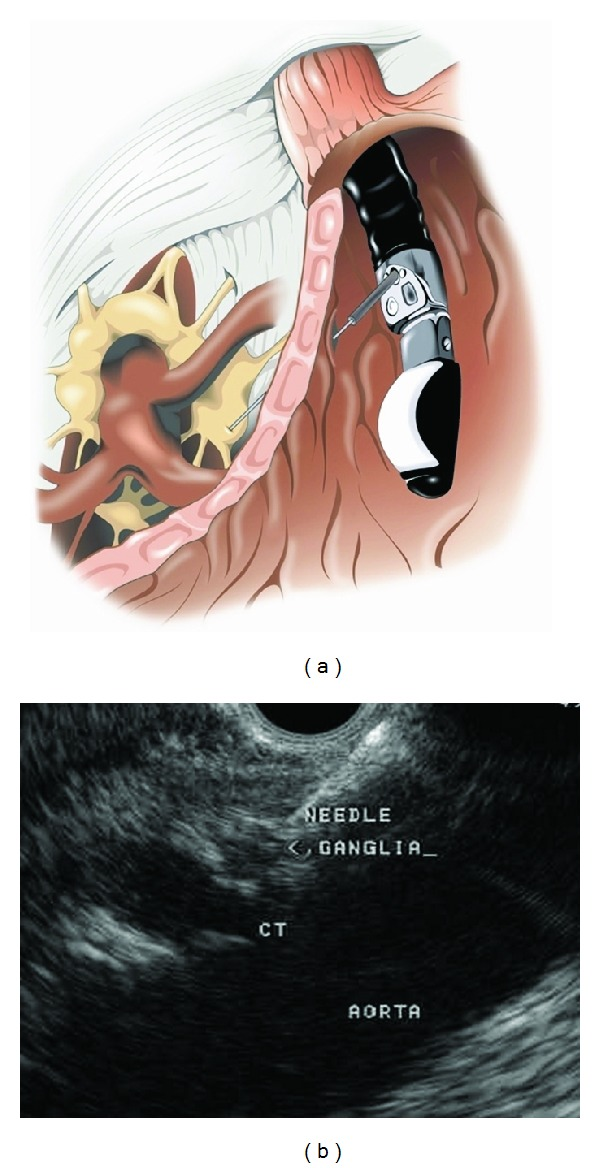 (a)
NEEDLE
<, GANGLIA_
CT
AORTA
(b)